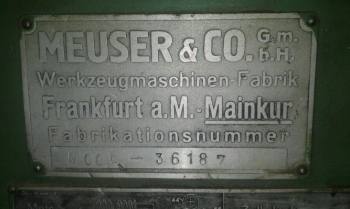 MEUSER & CO. G.m.b.H.
Werkzeugmaschinen-Fabrik
Frankfurt a.M.-Mainkur
Fabrikationsnummer
- 36187